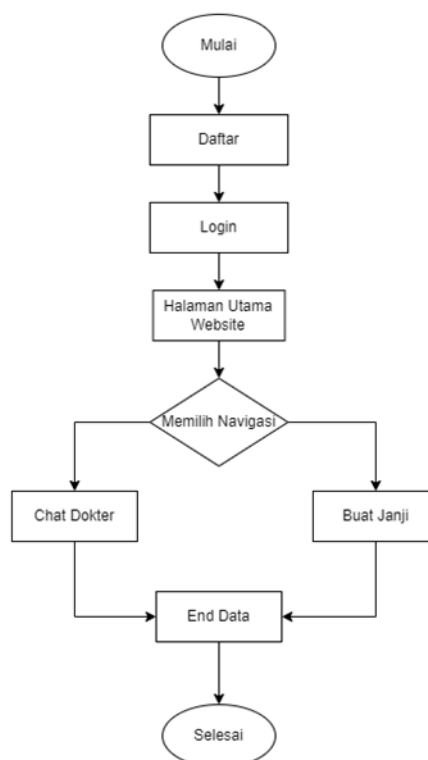 Mulai
Daftar
Login
Halaman Utama
Website
Memilih Navigasi
Chat Dokter
Buat Janji
End Data
Selesai